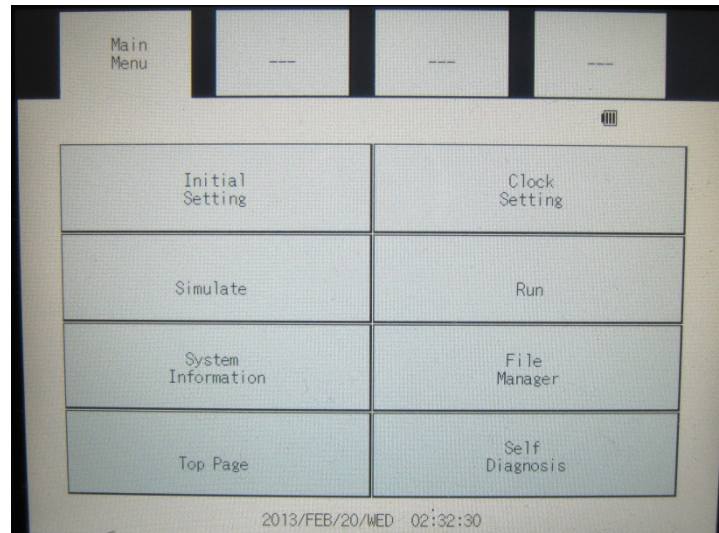 Main
Menu
---
---
---
Initial
Setting
Clock
Setting
Simulate
Run
System
Information
File
Manager
Top Page
Self
Diagnosis
2013/FEB/20/WED 02:32:30